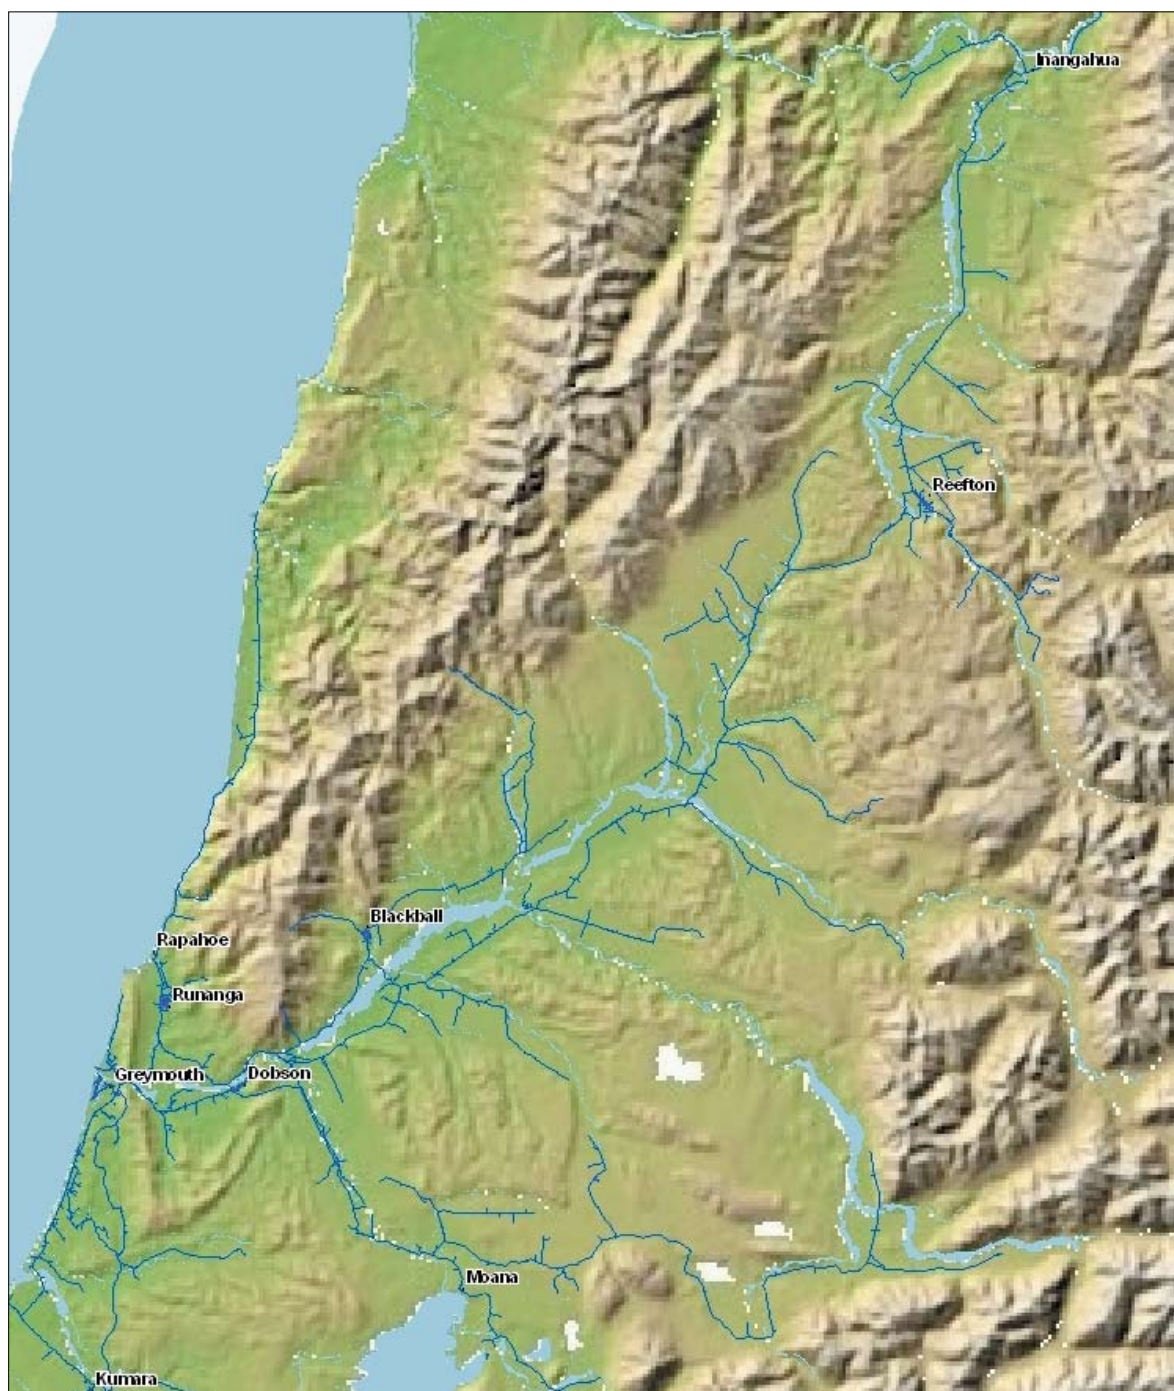 Inangahua
Reefton
Blackball
Rapahoe
Runanga
Greymouth
Dobson
Moana
Kumara